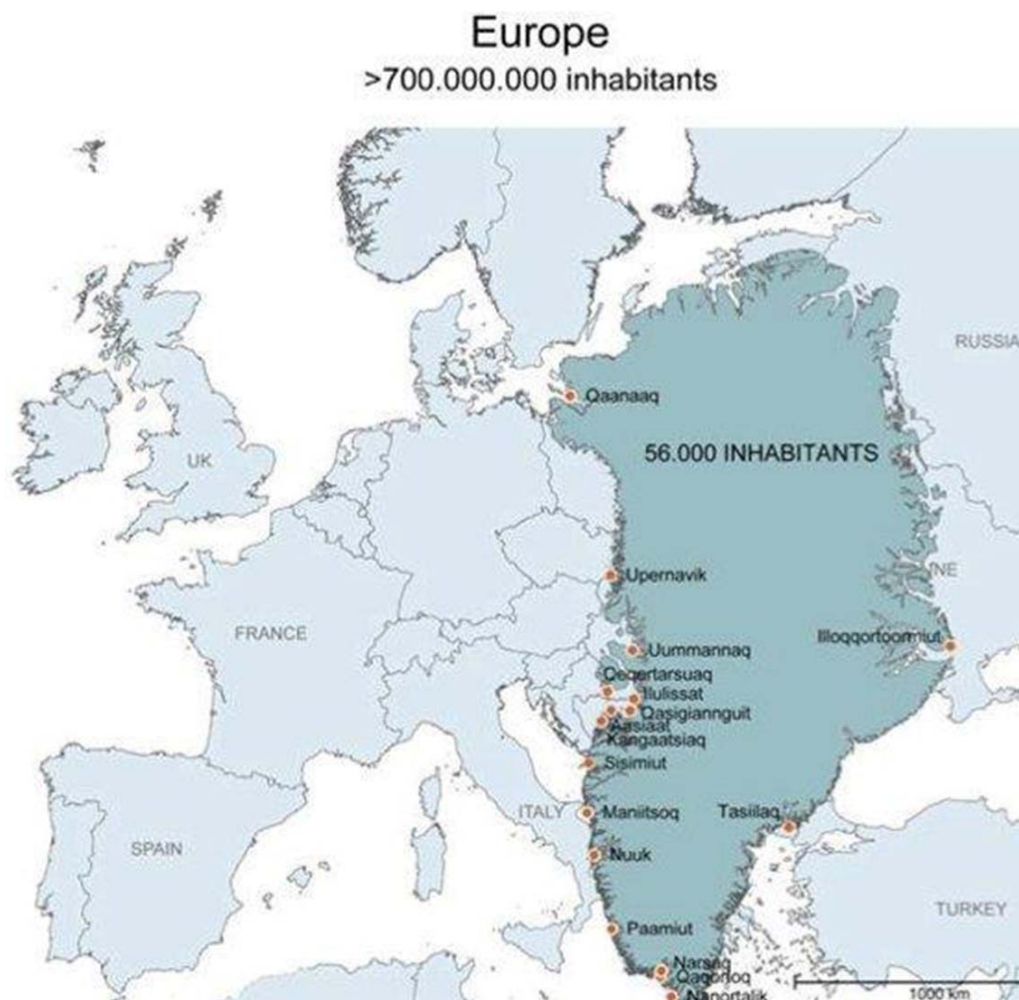 Europe
>700.000.000 inhabitants
RUSSIA
Qaanaaq
56.000 INHABITANTS
UK
INE
Upernavik
FRANCE
Illoqqortoormiut
Uummannaq
Qeqertarsuaq
Ilulissat
Qasigiannguit
Aasiaat
Kangaatsiaq
Sisimiut
ITALY
Maniitsoq
Tasiilaq
SPAIN
Nuuk
TURKEY
Paamiut
Narsaq
Qaqortoq
Nanortalik
1000 km